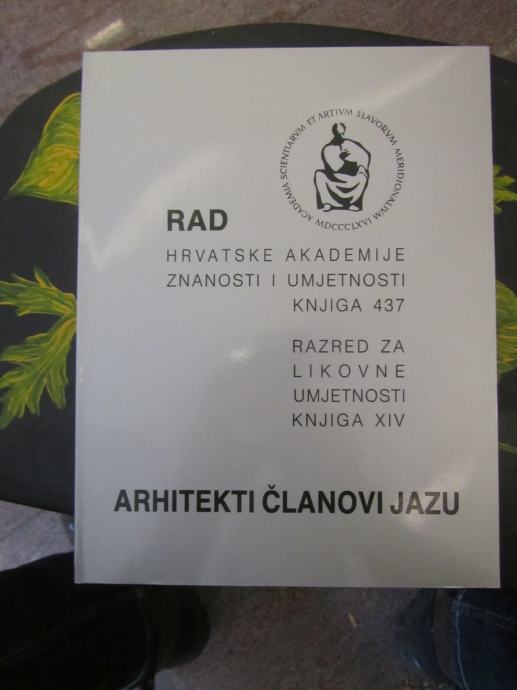 ACADEMIA SCIENTIARVM ET ARTIVM SLAVORVM MERIDIONALIVM
MDCCCLXVI
RAD
HRVATSKE AKADEMIJE
ZNANOSTI I UMJETNOSTI
KNJIGA 437
RAZRED ZA
LIKOVNE
UMJETNOSTI
KNJIGA XIV
ARHITEKTI ČLANOVI JAZU